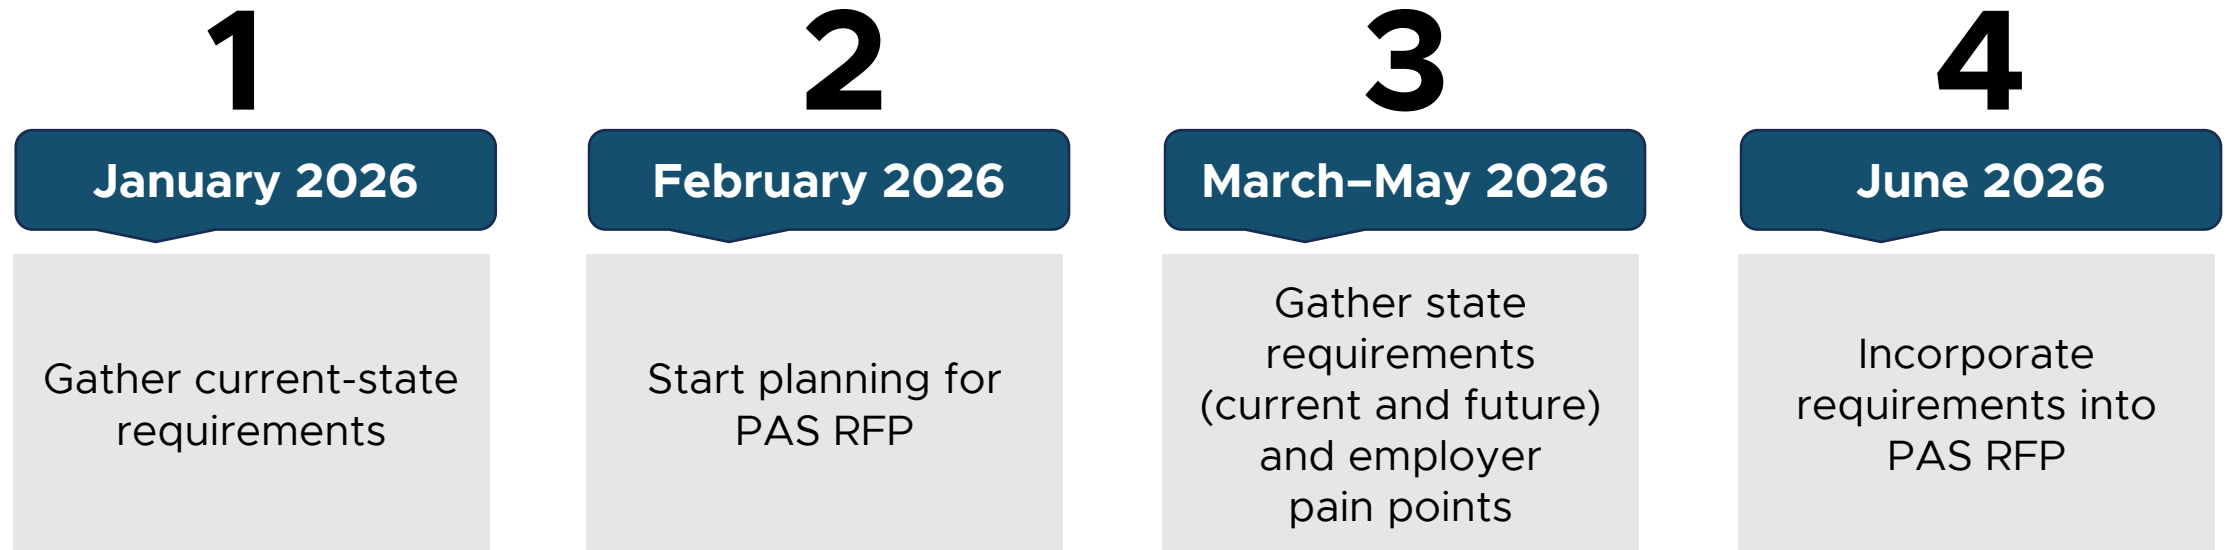 1
January 2026
Gather current-state
requirements
2
February 2026
Start planning for
PAS RFP
3
March–May 2026
Gather state
requirements
(current and future)
and employer
pain points
4
June 2026
Incorporate
requirements into
PAS RFP